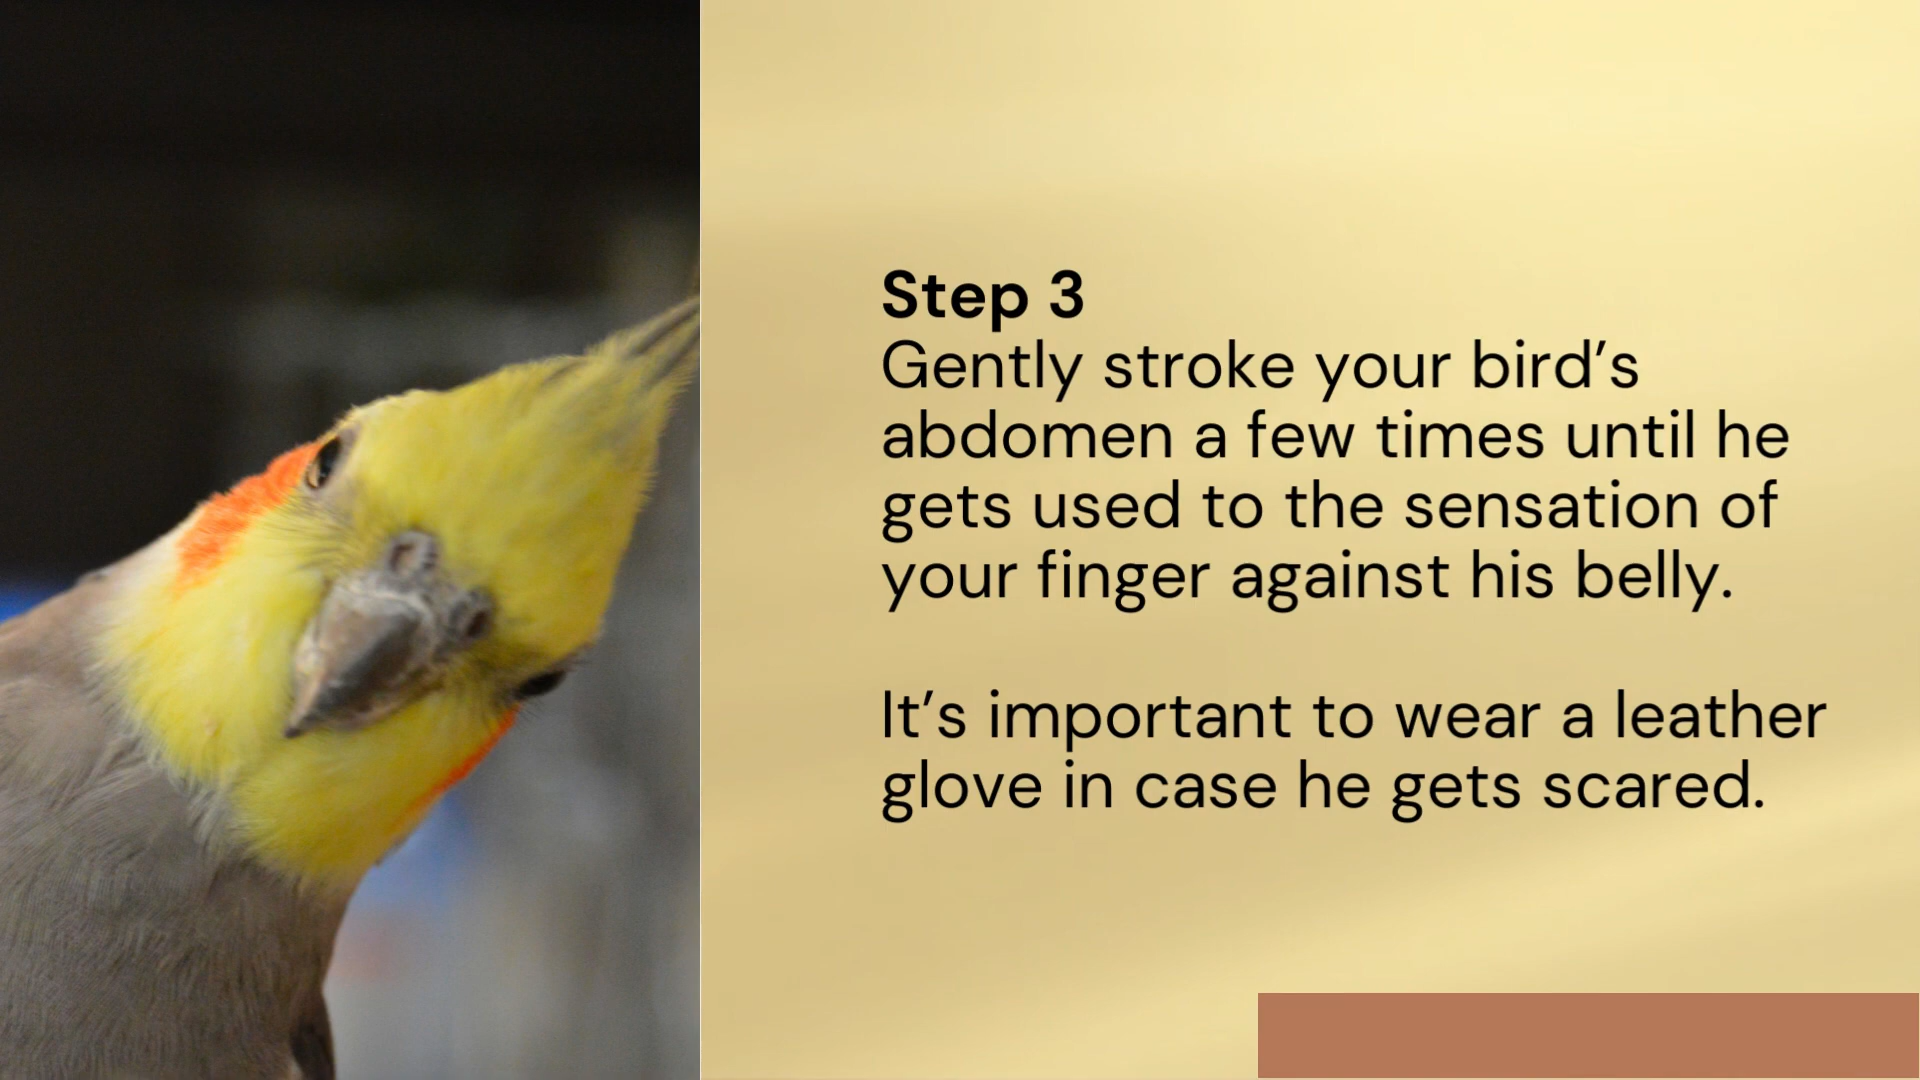 Step 3
Gently stroke your bird’s
abdomen a few times until he
gets used to the sensation of
your finger against his belly.
It’s important to wear a leather
glove in case he gets scared.